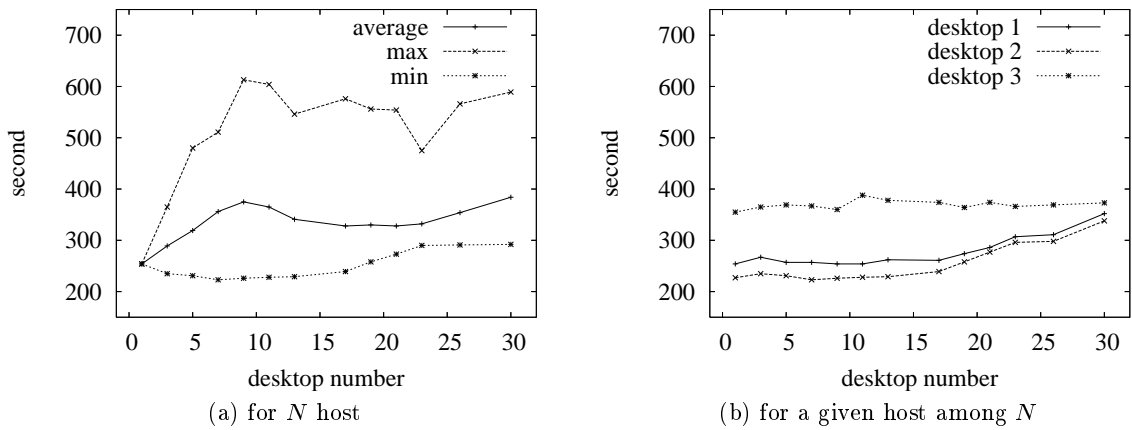 700
600
500
400
300
200
second
average
max
min
0 5 10 15 20 25 30
desktop number
(a) for N host
700
600
500
400
300
200
second
desktop 1
desktop 2
desktop 3
0 5 10 15 20 25 30
desktop number
(b) for a given host among N